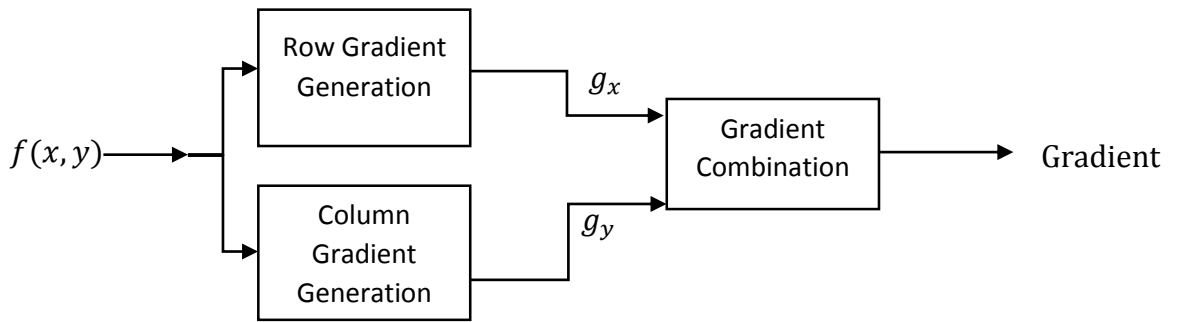 Row Gradient
Generation
g_x
f(x, y)
Gradient
Combination
Gradient
Column
Gradient
Generation
g_y